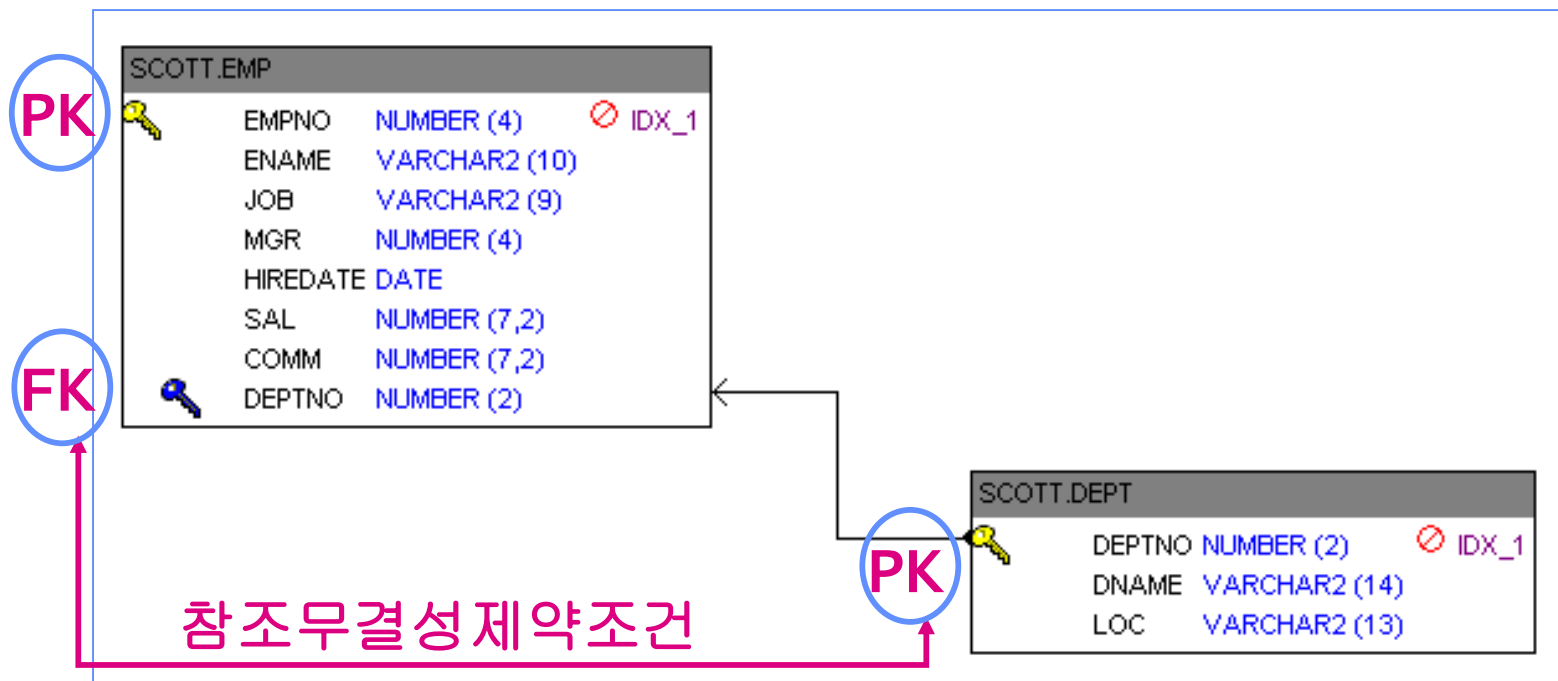 SCOTT.EMP
PK
EMPNO NUMBER (4) IDX_1
ENAME VARCHAR2 (10)
JOB VARCHAR2 (9)
MGR NUMBER (4)
HIREDATE DATE
SAL NUMBER (7,2)
COMM NUMBER (7,2)
FK
DEPTNO NUMBER (2)
SCOTT.DEPT
PK
DEPTNO NUMBER (2) IDX_1
DNAME VARCHAR2 (14)
LOC VARCHAR2 (13)
참조무결성제약조건